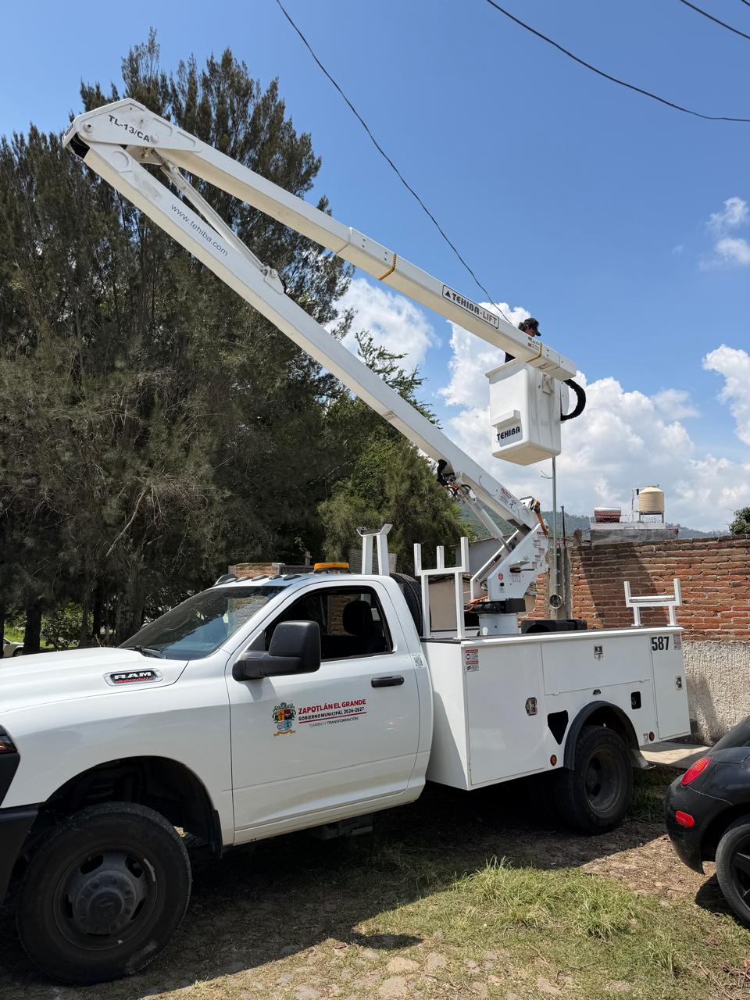 TL-13/CA
www.tehiba.com
TEHIBA-LIFT
TEHIBA
587
RAM
ZAPOTLÁN EL GRANDE
GOBIERNO MUNICIPAL 2024-2027
"CAMBIO Y TRANSFORMACIÓN"